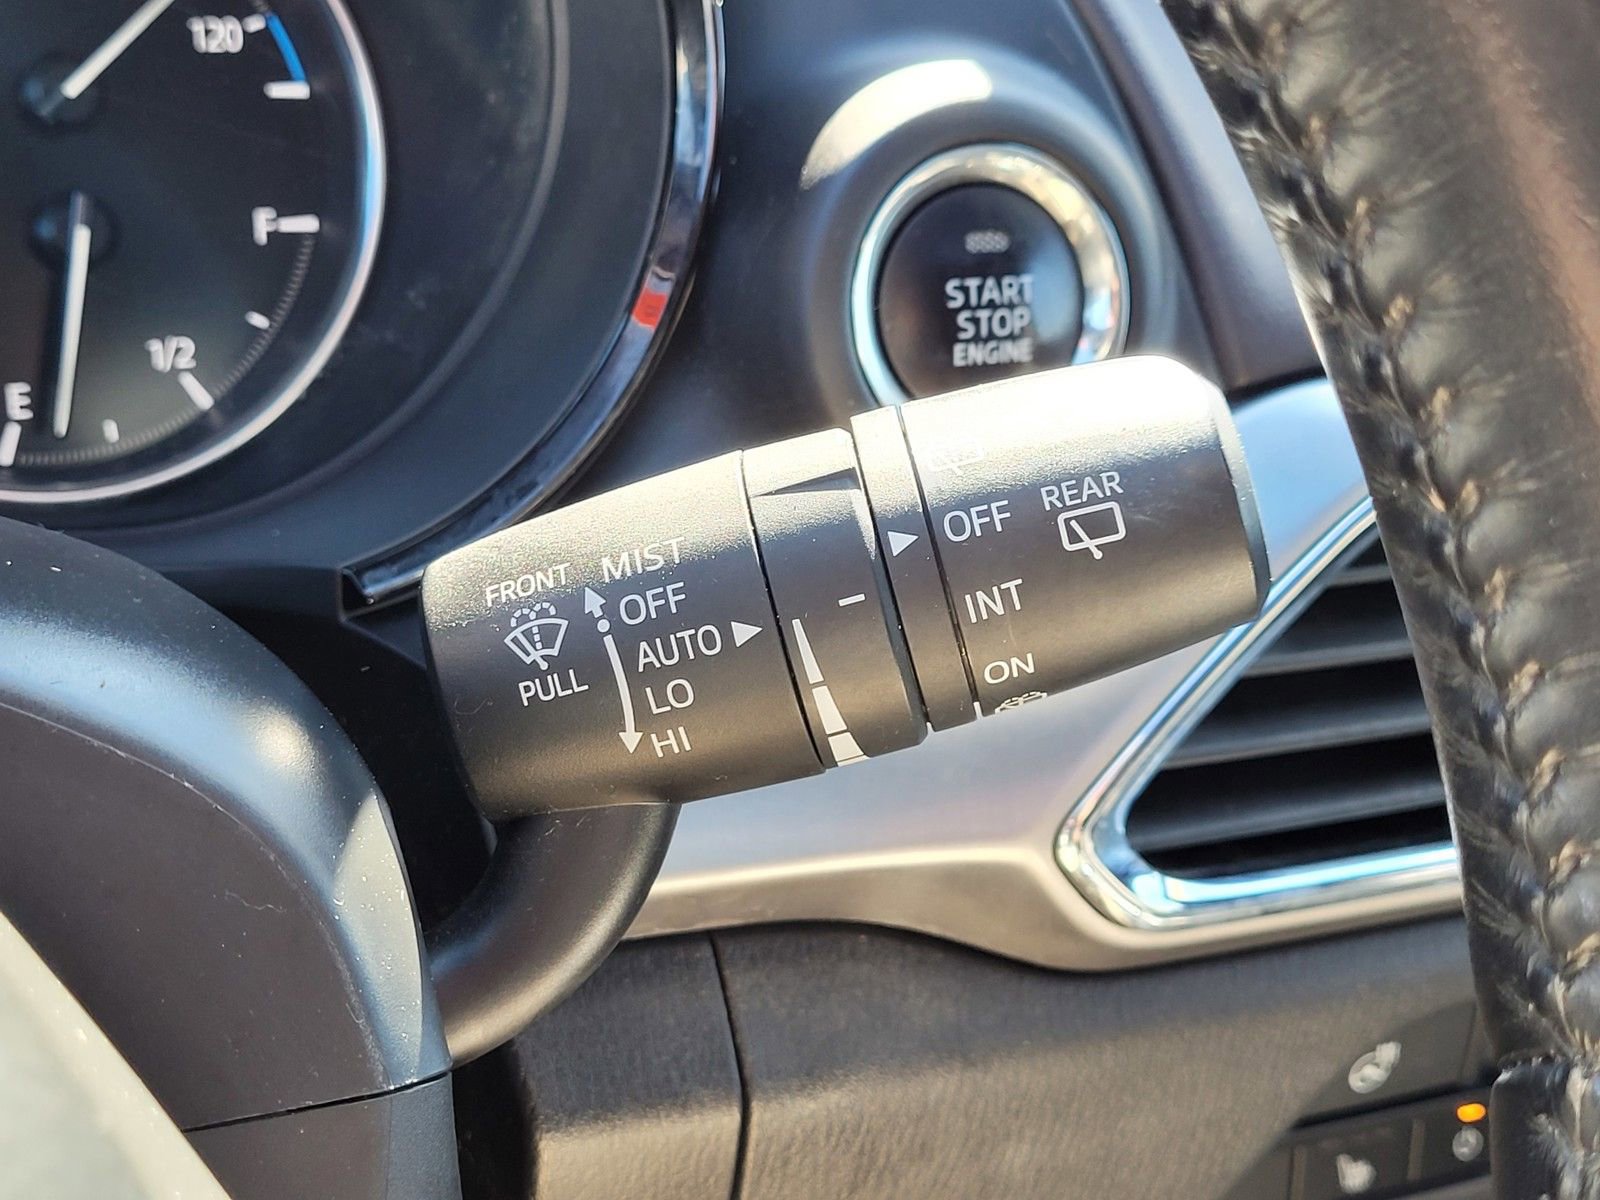 120
F
1/2
E
START
STOP
ENGINE
FRONT
PULL
MIST
OFF
AUTO
LO
HI
OFF
INT
ON
REAR